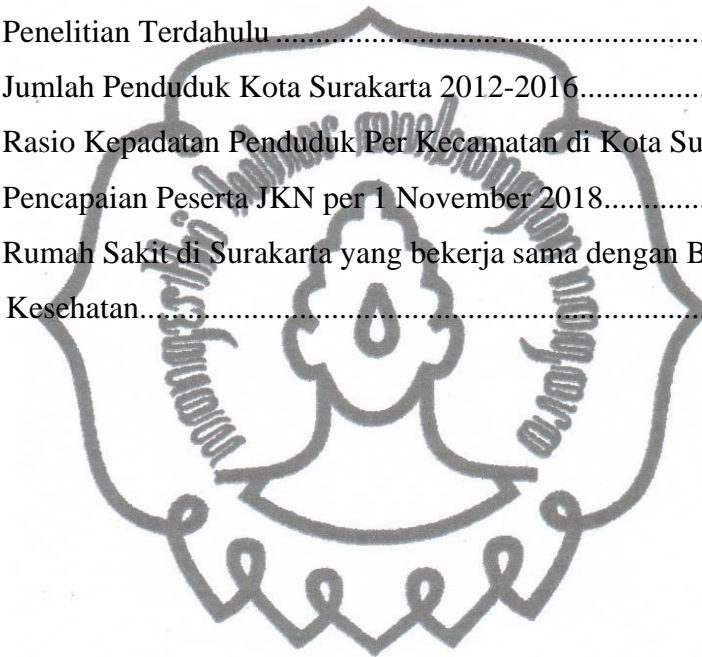 Penelitian Terdahulu..............................................................
Jumlah Penduduk Kota Surakarta 2012-2016..................
Rasio Kepadatan Penduduk Per Kecamatan di Kota Su
Pencapaian Peserta JKN per 1 November 2018..............
Rumah Sakit di Surakarta yang bekerja sama dengan B
Kesehatan...............................................................................